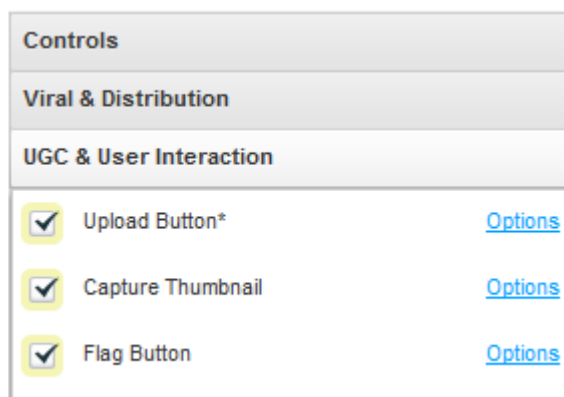 Controls
Viral & Distribution
UGC & User Interaction
Upload Button* Options
Capture Thumbnail Options
Flag Button Options